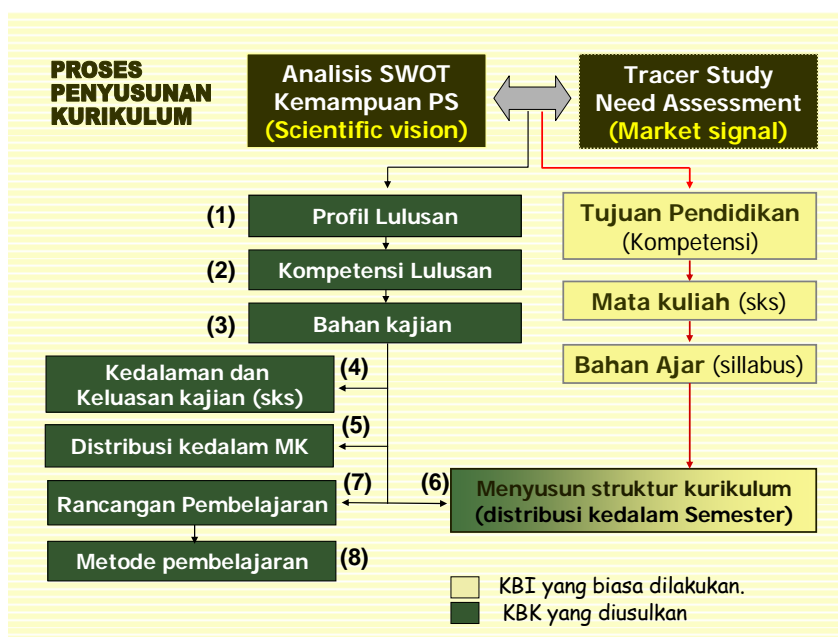 PROSES
PENYUSUNAN
KURIKULUM
Analisis SWOT
Kemampuan PS
(Scientific vision)
Tracer Study
Need Assessment
(Market signal)
(1)
Profil Lulusan
(2)
Kompetensi Lulusan
(3)
Bahan kajian
(4)
Kedalaman dan
Keluasan kajian (sks)
(5)
Distribusi kedalam MK
(7)
Rancangan Pembelajaran
Metode pembelajaran
(8)
Tujuan Pendidikan
(Kompetensi)
Mata kuliah (sks)
Bahan Ajar (sillabus)
(6)
Menyusun struktur kurikulum
(distribusi kedalam Semester)
KBI yang biasa dilakukan.
KBK yang diusulkan